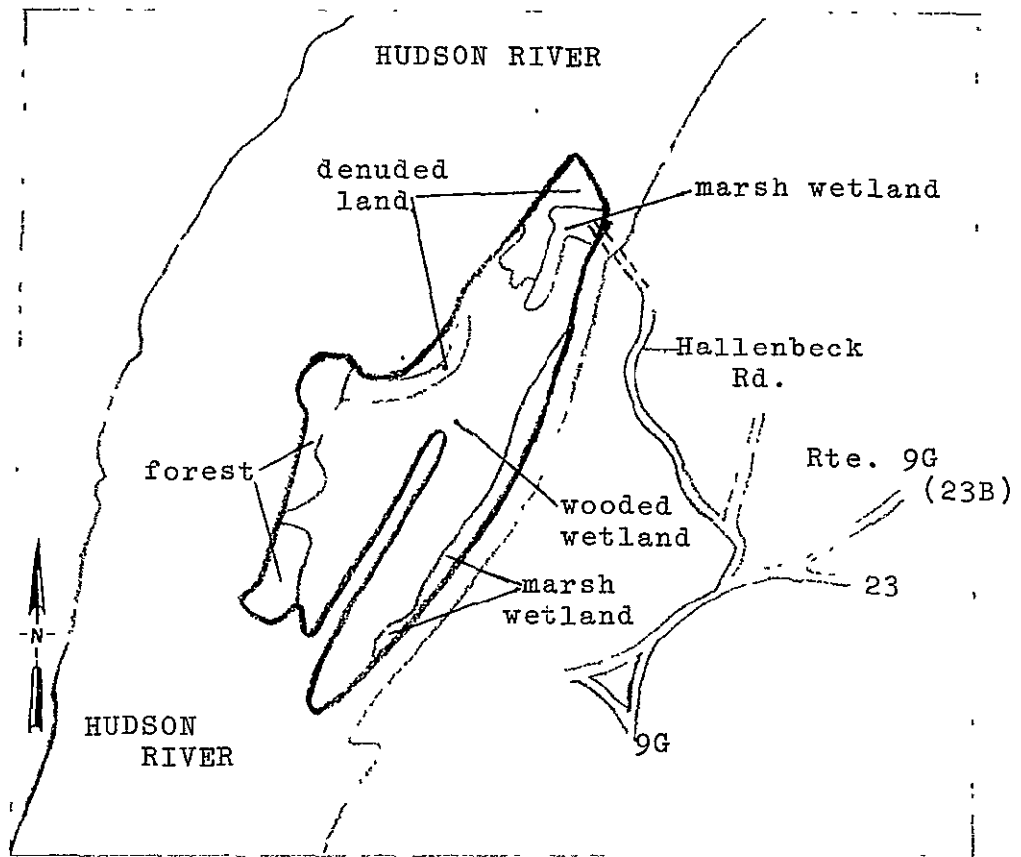 HUDSON RIVER
denuded
land
marsh wetland
Hallenbeck
Rd.
forest
Rte. 9G
(23B)
wooded
wetland
marsh
wetland
23
-N-
HUDSON
RIVER
9G